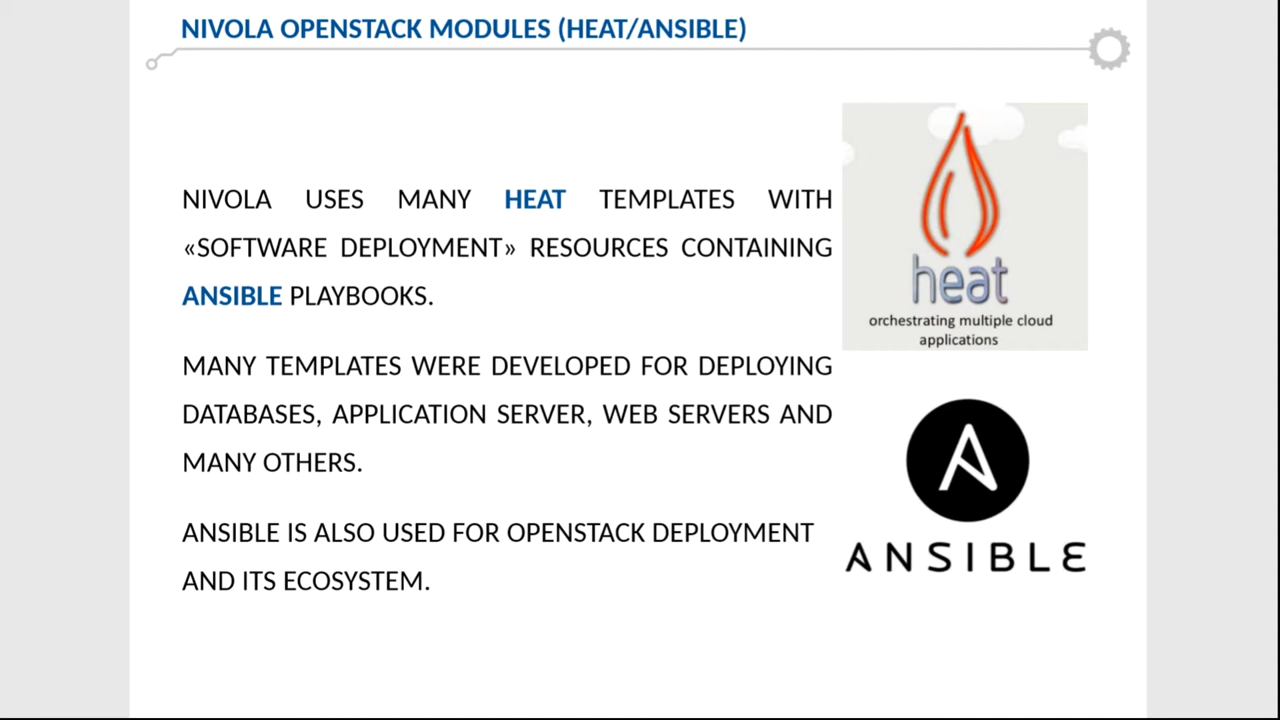 NIVOLA OPENSTACK MODULES (HEAT/ANSIBLE)
NIVOLA USES MANY HEAT TEMPLATES WITH
«SOFTWARE DEPLOYMENT» RESOURCES CONTAINING
ANSIBLE PLAYBOOKS.
MANY TEMPLATES WERE DEVELOPED FOR DEPLOYING
DATABASES, APPLICATION SERVER, WEB SERVERS AND
MANY OTHERS.
ANSIBLE IS ALSO USED FOR OPENSTACK DEPLOYMENT
AND ITS ECOSYSTEM.
heat
orchestrating multiple cloud
applications
ANSIBLE